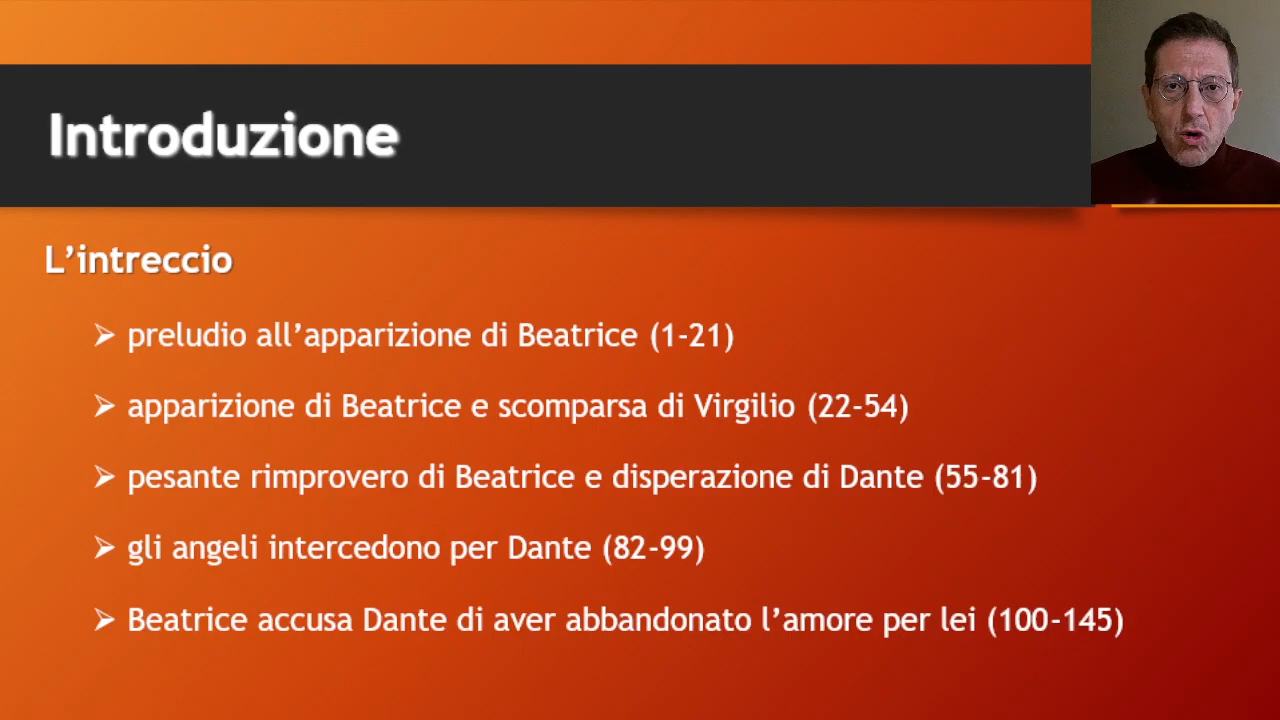 Introduzione
L’intreccio
➢ preludio all’apparizione di Beatrice (1-21)
➢ apparizione di Beatrice e scomparsa di Virgilio (22-54)
➢ pesante rimprovero di Beatrice e disperazione di Dante (55-81)
➢ gli angeli intercedono per Dante (82-99)
➢ Beatrice accusa Dante di aver abbandonato l’amore per lei (100-145)